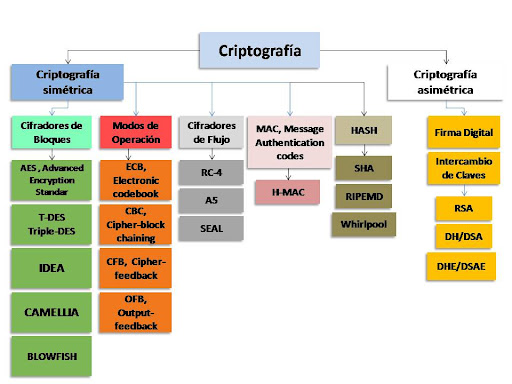 Criptografía
Criptografía
simétrica
Criptografía
asimétrica
Cifradores de
Bloques
AES, Advanced
Encryption
Standar
T-DES
Triple-DES
IDEA
CAMELLIA
BLOWFISH
Modos de
Operación
ECB,
Electronic
codebook
CBC,
Cipher-block
chaining
CFB, Cipher-
feedback
OFB,
Output-
feedback
Cifradores
de Flujo
RC-4
A5
SEAL
MAC, Message
Authentication
codes
H-MAC
HASH
SHA
RIPEMD
Whirlpool
Firma Digital
Intercambio
de Claves
RSA
DH/DSA
DHE/DSAE